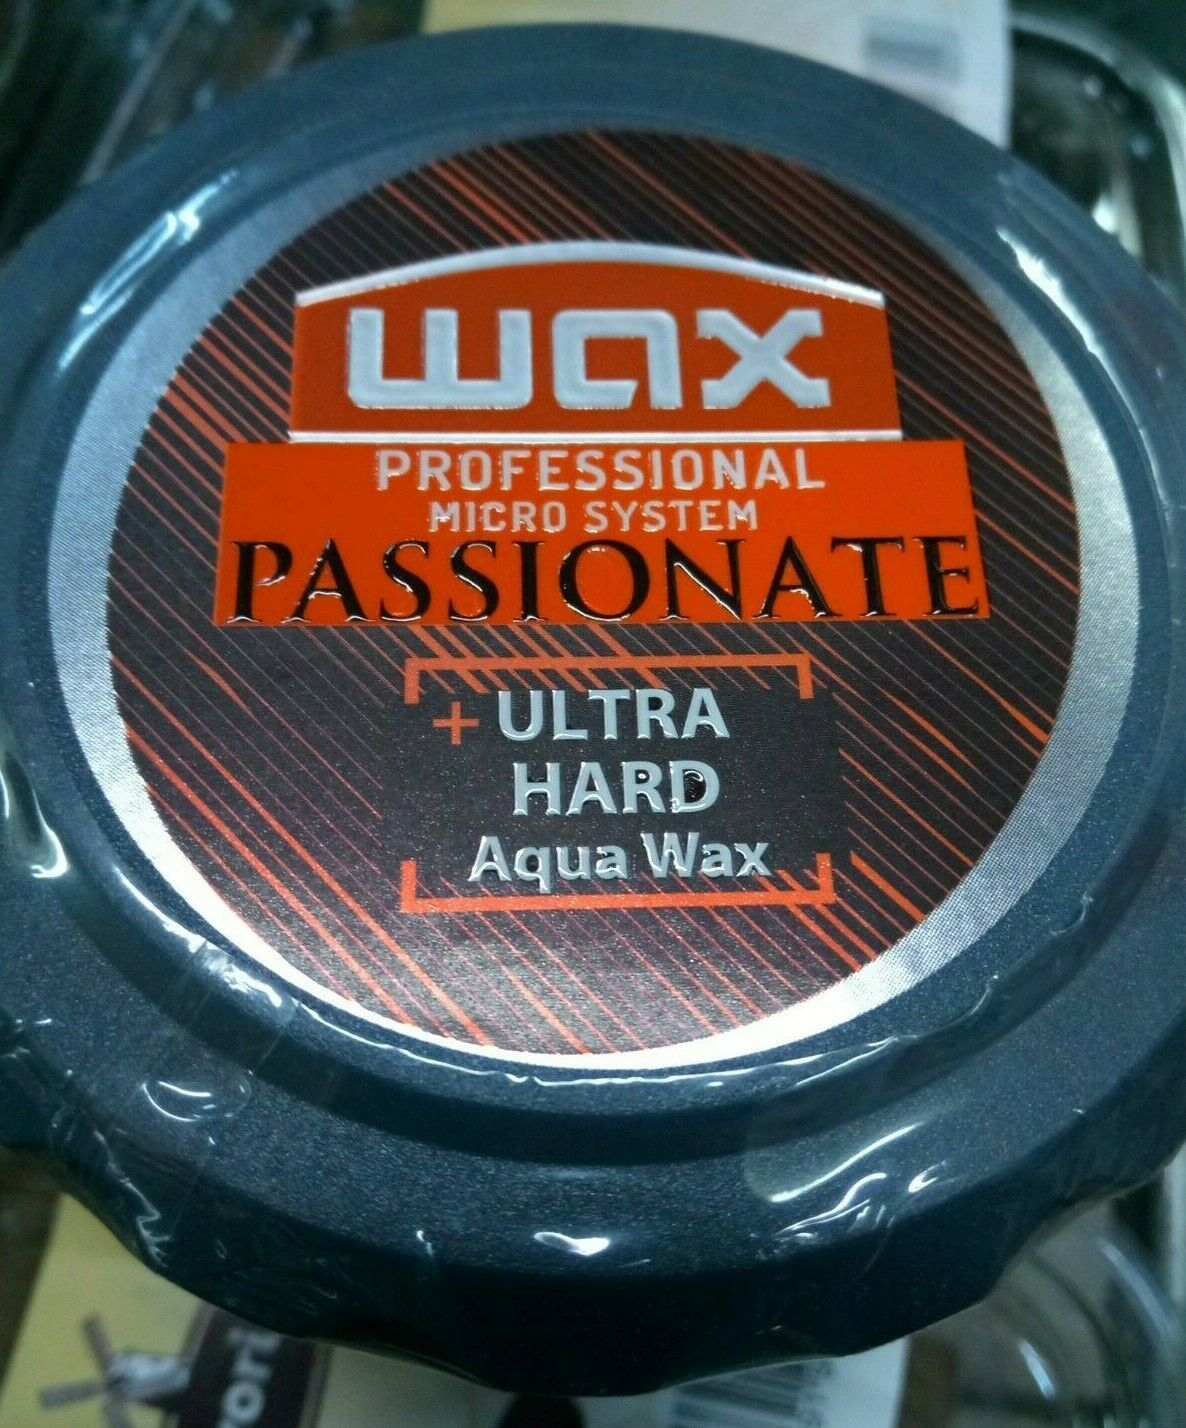 wax
PROFESSIONAL
MICRO SYSTEM
PASSIONATE
+ ULTRA
HARD
Aqua Wax